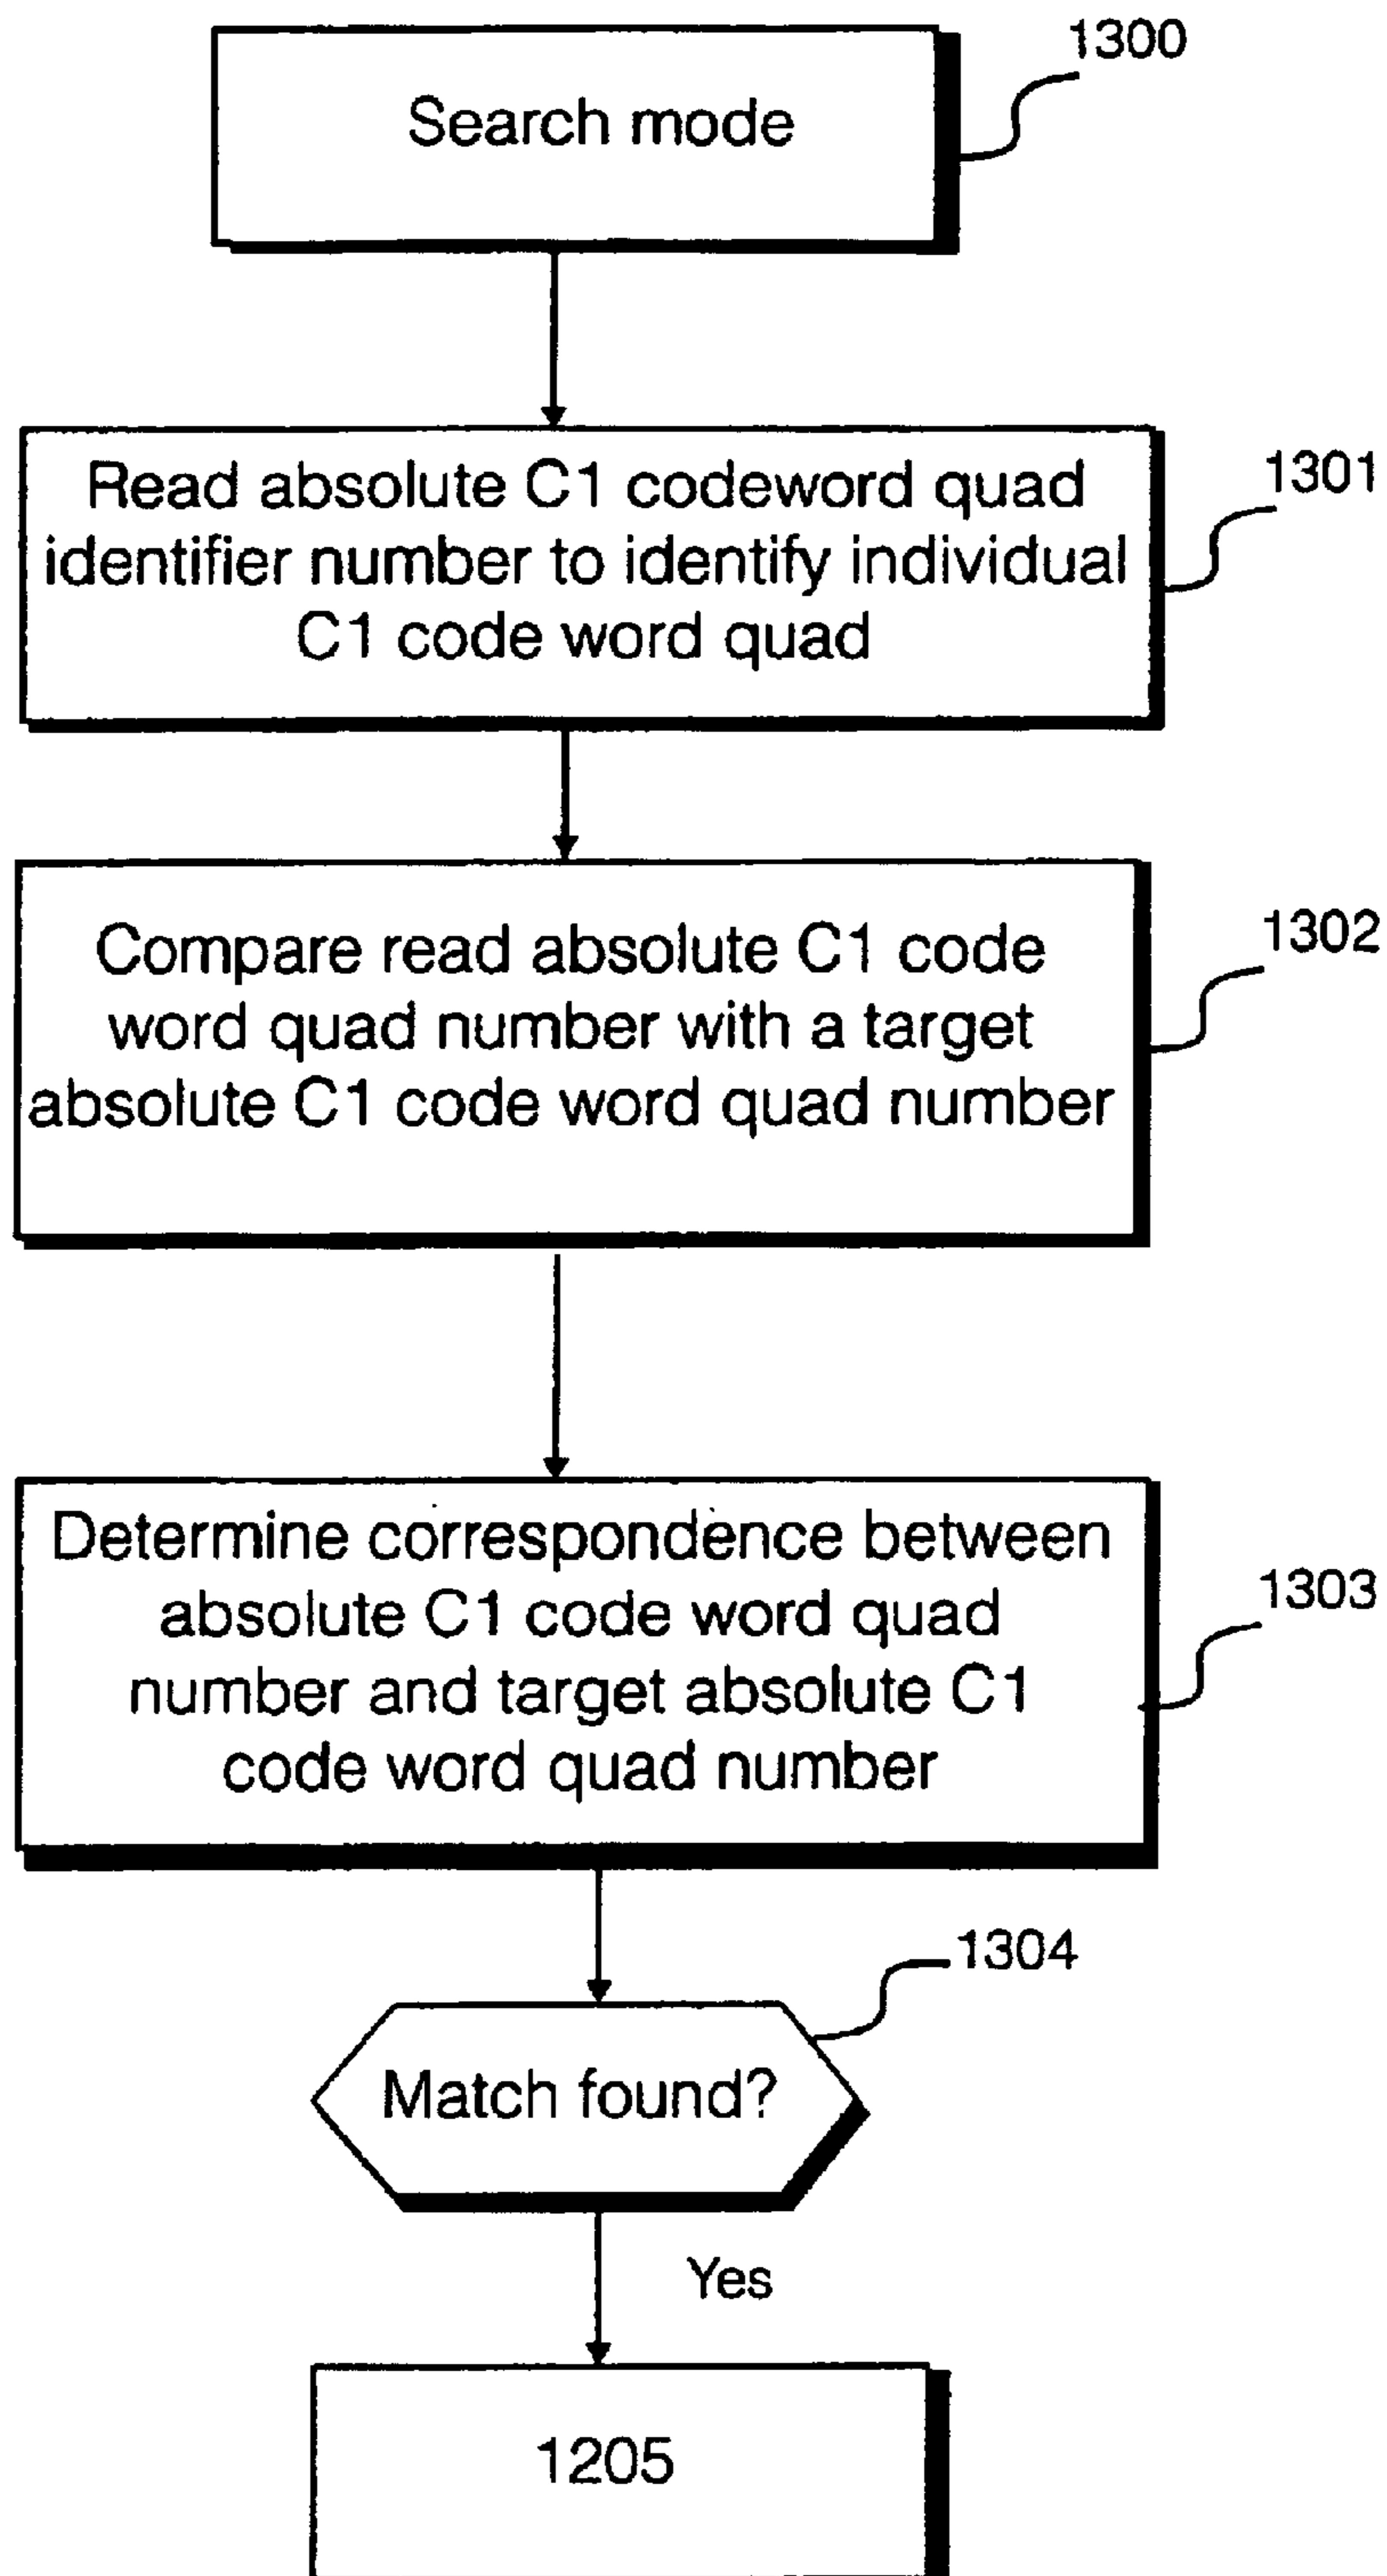 1300
Search mode
1301
Read absolute C1 codeword quad
identifier number to identify individual
C1 code word quad
1302
Compare read absolute C1 code
word quad number with a target
absolute C1 code word quad number
1303
Determine correspondence between
absolute C1 code word quad
number and target absolute C1
code word quad number
1304
Match found?
Yes
1205